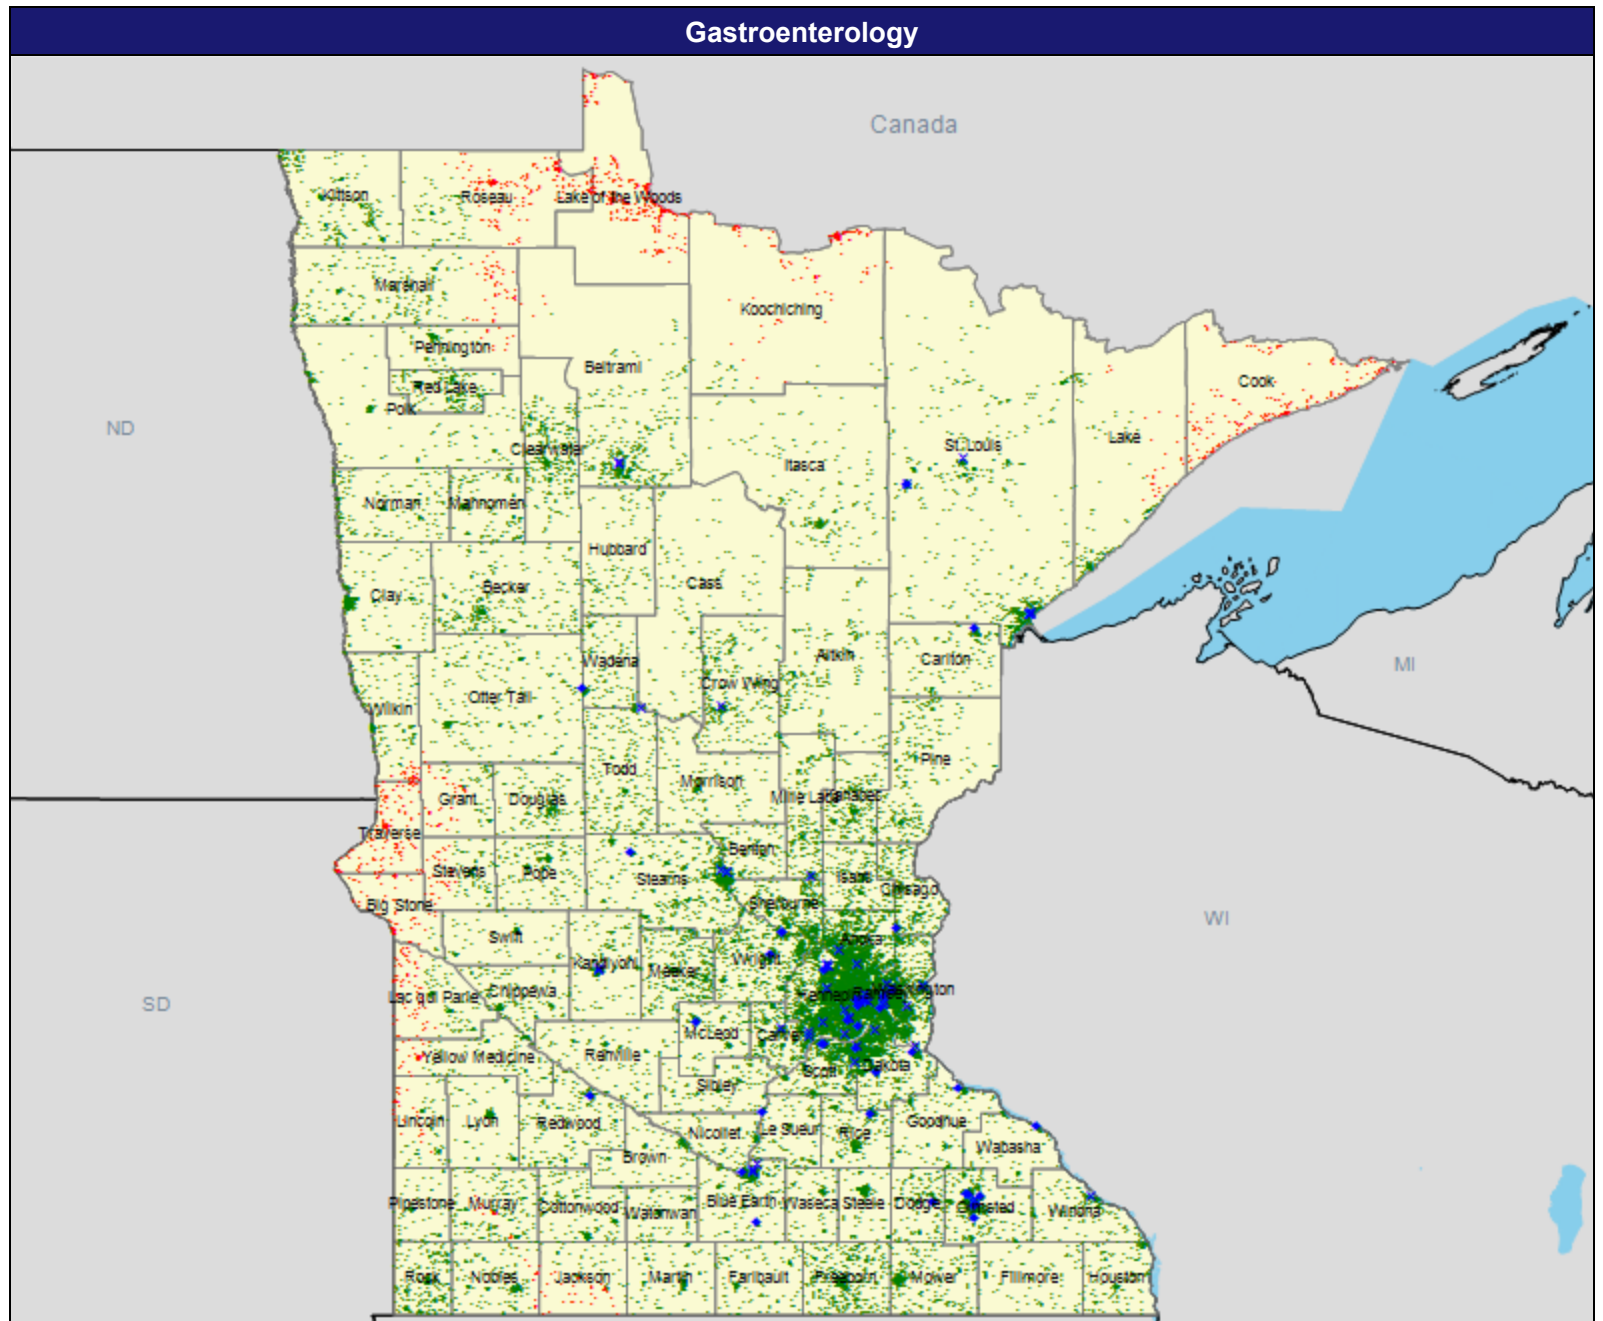 Gastroenterology
Canada
Kittson
Roseau
Lake of the Woods
Marshall
Koochiching
Pennington
Beltrami
Red Lake
Cook
Polk
ND
Lake
St. Louis
Clearwater
Itasca
Norman
Mahnomen
Hubbard
Cass
Becker
Clay
Aitkin
Carlton
Wadena
MI
Crow Wing
Otter Tail
Wilkin
Pine
Todd
Morrison
Mille Lacs
Kanabec
Grant
Douglas
Traverse
Benton
Stevens
Pope
Stearns
Isanti
Chisago
Big Stone
Sherburne
WI
Swift
Anoka
Wright
Kandiyohi
Meeker
Hennepin
Ramsey
Washington
Lac qui Parle
Chippewa
SD
McLeod
Carver
Yellow Medicine
Renville
Scott
Dakota
Sibley
Lincoln
Lyon
Redwood
Nicollet
Le Sueur
Rice
Goodhue
Wabasha
Brown
Pipestone
Murray
Cottonwood
Watonwan
Blue Earth
Waseca
Steele
Dodge
Olmsted
Winona
Rock
Nobles
Jackson
Martin
Faribault
Freeborn
Mower
Fillmore
Houston